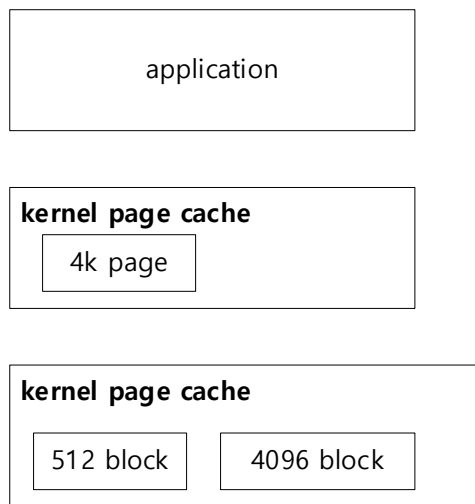 application
kernel page cache
4k page
kernel page cache
512 block 4096 block